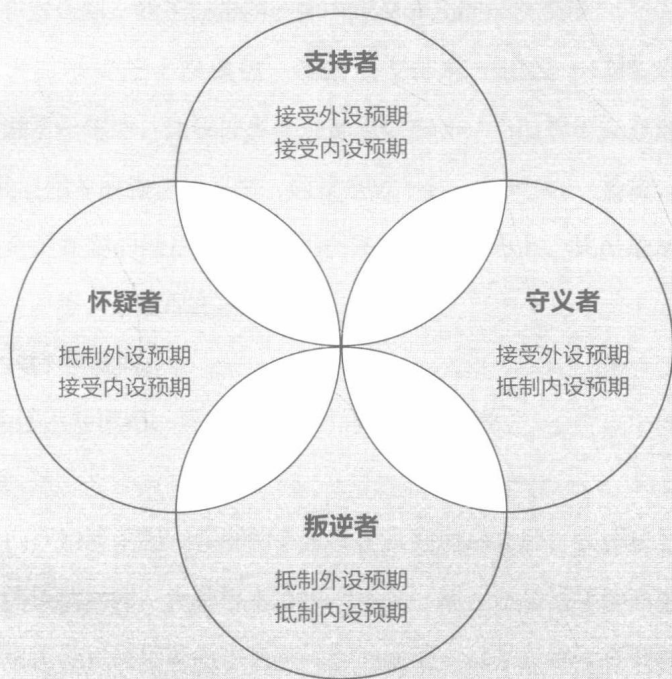 支持者
接受外设预期
接受内设预期
怀疑者
抵制外设预期
接受内设预期
守义者
接受外设预期
抵制内设预期
叛逆者
抵制外设预期
抵制内设预期